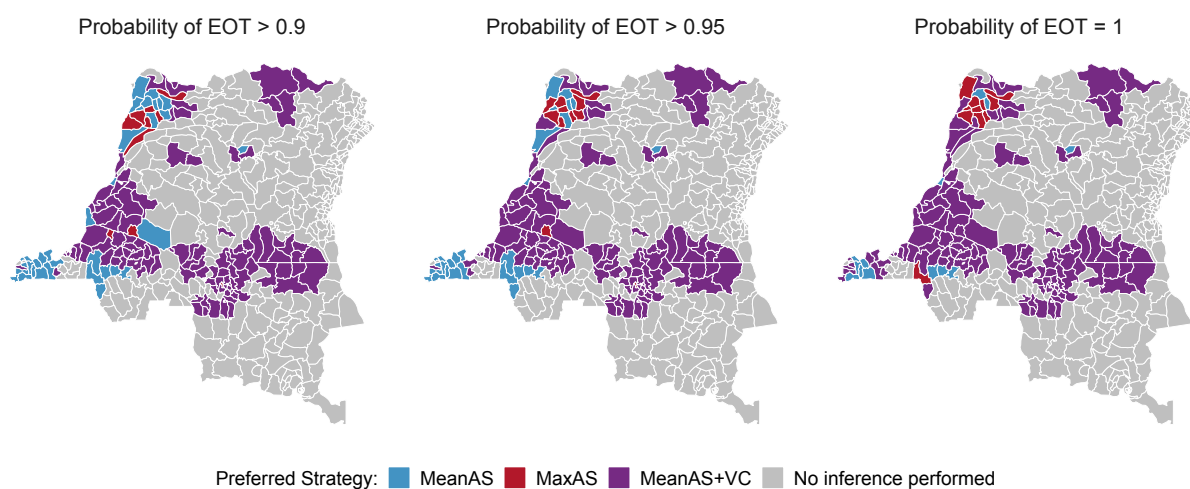 Probability of EOT > 0.9
Probability of EOT > 0.95
Probability of EOT = 1
Preferred Strategy: MeanAS MaxAS MeanAS+VC No inference performed